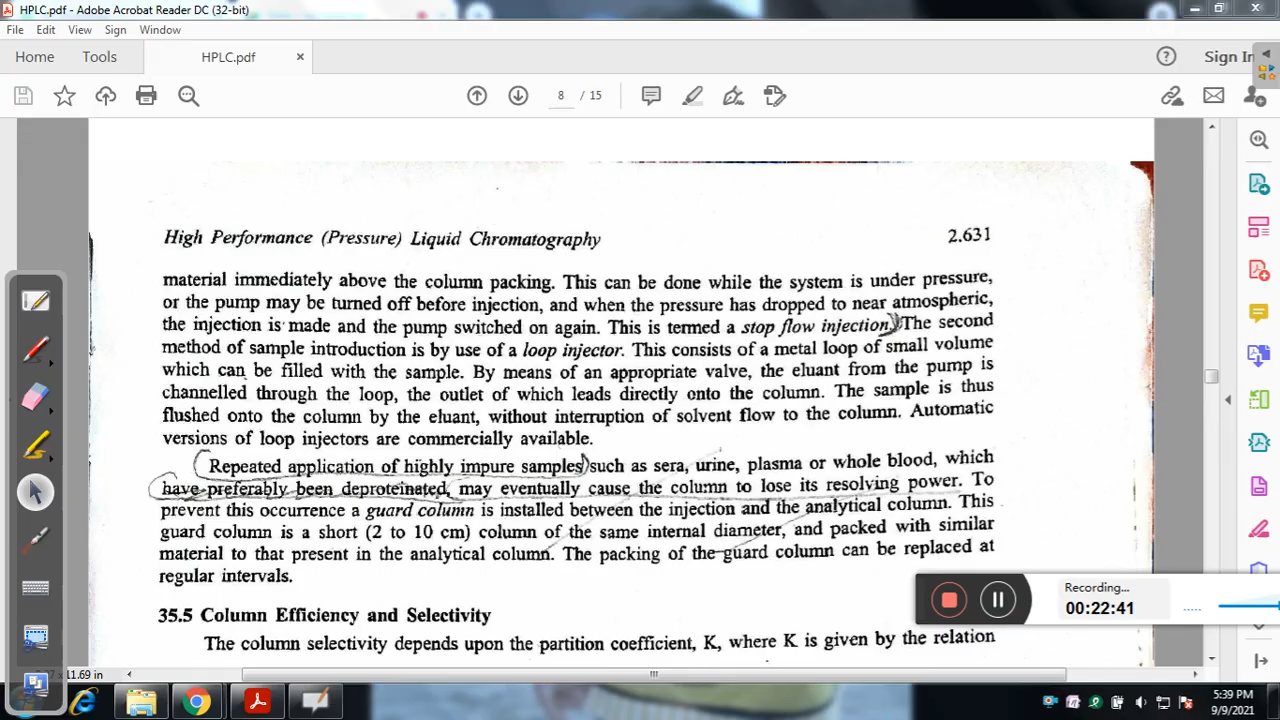 HPLC.pdf - Adobe Acrobat Reader DC (32-bit)
File Edit View Sign Window
Home Tools HPLC.pdf × Sign In
8 / 15
High Performance (Pressure) Liquid Chromatography 2.631
material immediately above the column packing. This can be done while the system is under pressure,
or the pump may be turned off before injection, and when the pressure has dropped to near atmospheric,
the injection is made and the pump switched on again. This is termed a stop flow injection. The second
method of sample introduction is by use of a loop injector. This consists of a metal loop of small volume
which can be filled with the sample. By means of an appropriate valve, the eluant from the pump is
channelled through the loop, the outlet of which leads directly onto the column. The sample is thus
flushed onto the column by the eluant, without interruption of solvent flow to the column. Automatic
versions of loop injectors are commercially available.
Repeated application of highly impure samples such as sera, urine, plasma or whole blood, which
have preferably been deproteinated, may eventually cause the column to lose its resolving power. To
prevent this occurrence a guard column is installed between the injection and the analytical column. This
guard column is a short (2 to 10 cm) column of the same internal diameter, and packed with similar
material to that present in the analytical column. The packing of the guard column can be replaced at
regular intervals.
35.5 Column Efficiency and Selectivity
The column selectivity depends upon the partition coefficient, K, where K is given by the relation
Recording...
00:22:41
x 11.69 in
5:39 PM
9/9/2021